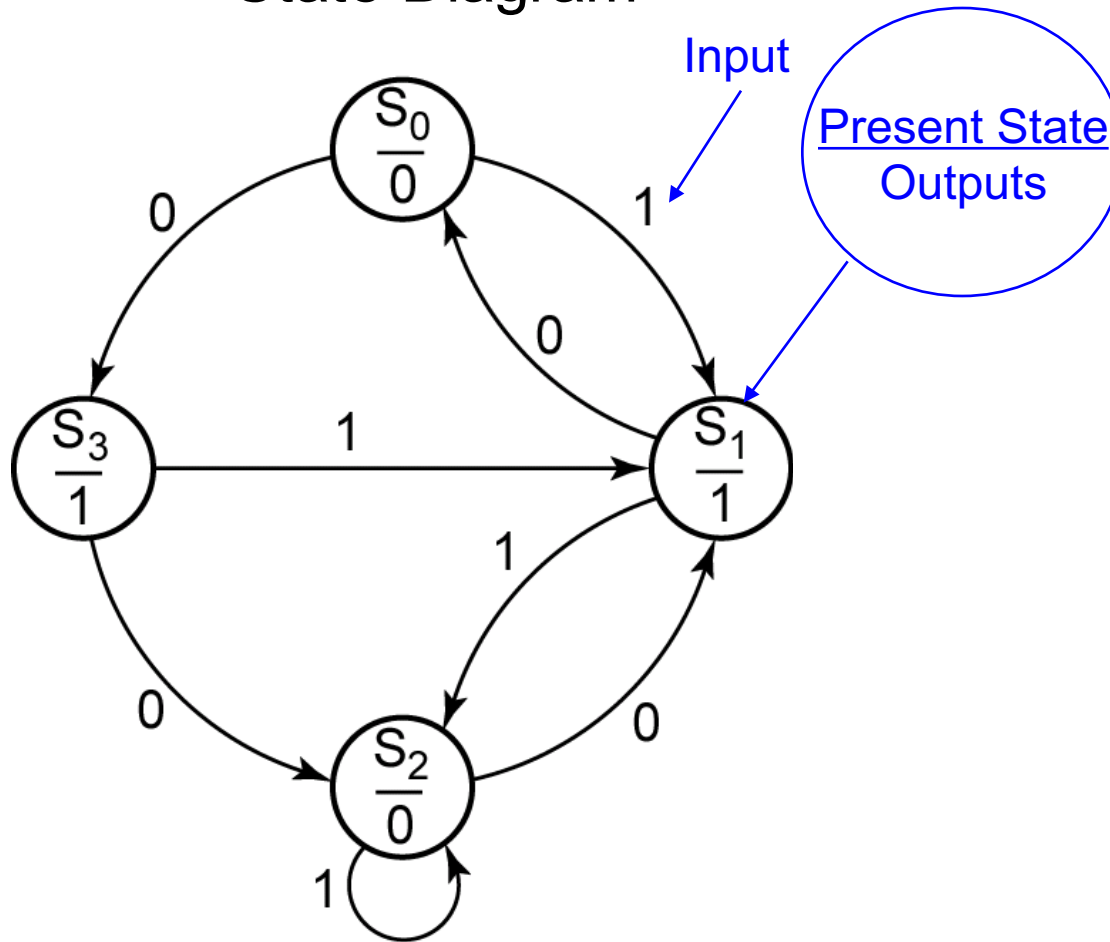 State Diagram
Input
Present State
Outputs
S₀
0
0
1
0
S₃
1
1
S₁
1
1
0
0
S₂
0
1